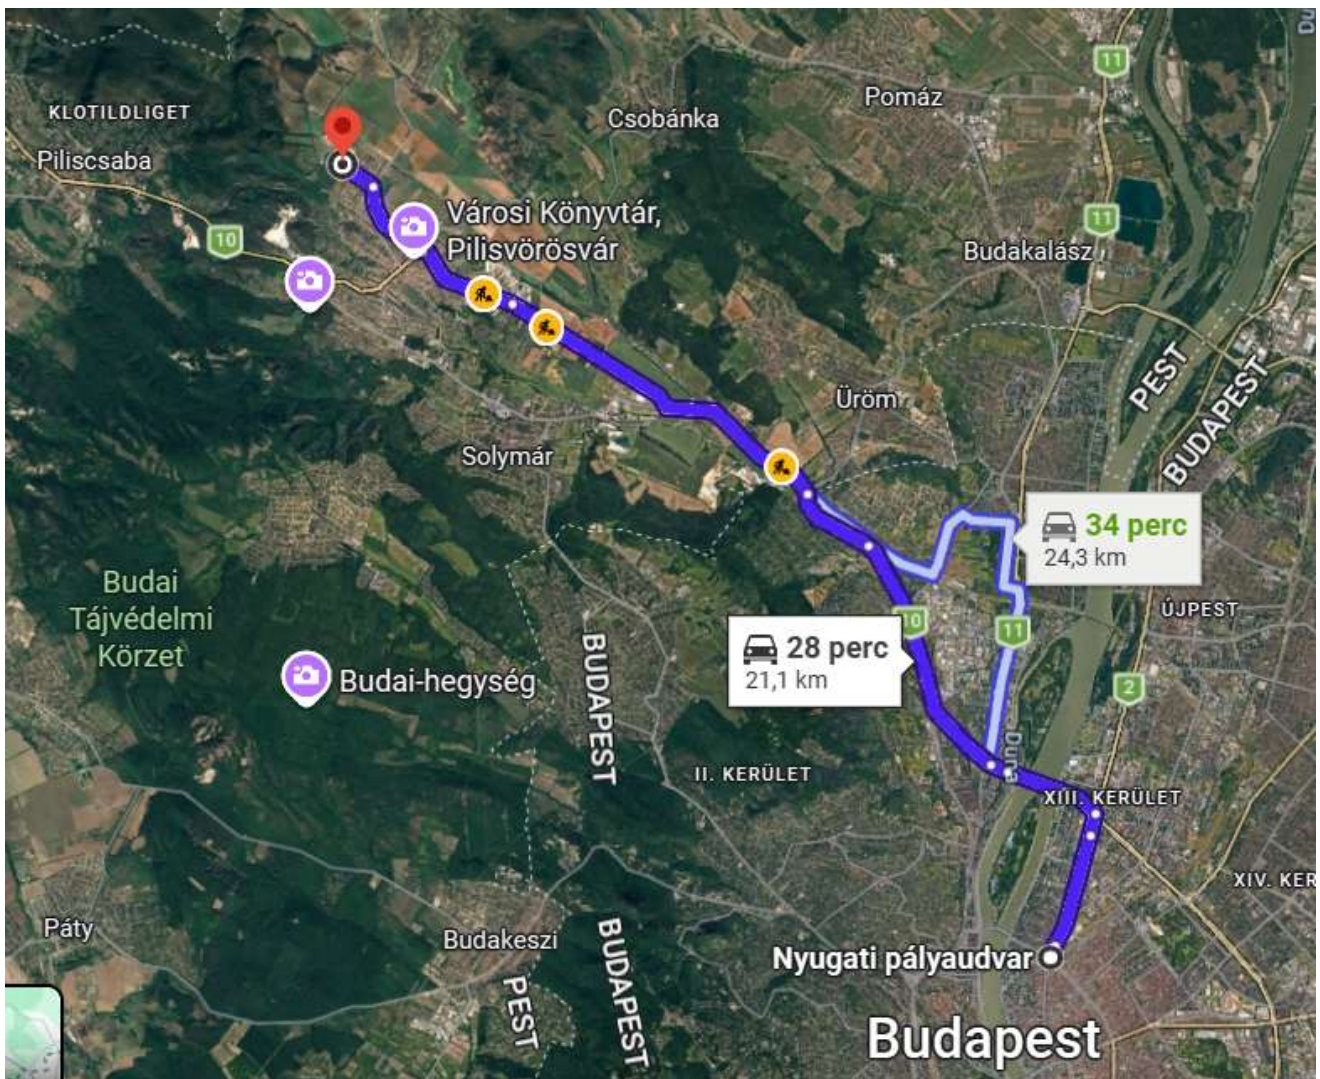 Du
11
Pomáz
KLOTILDLIGET
Csobánka
Piliscsaba
Városi Könyvtár,
Pilisvörösvár
11
10
Budakalász
PEST
BUDAPEST
Üröm
Solymár
34 perc
24,3 km
Budai
Tájvédelmi
Körzet
ÚJPEST
10
11
28 perc
21,1 km
BUDAPEST
Budai-hegység
2
Duna
II. KERÜLET
XIII. KERÜLET
XIV. KER
Páty
Budakeszi
BUDAPEST
PEST
Nyugati pályaudvar
Budapest